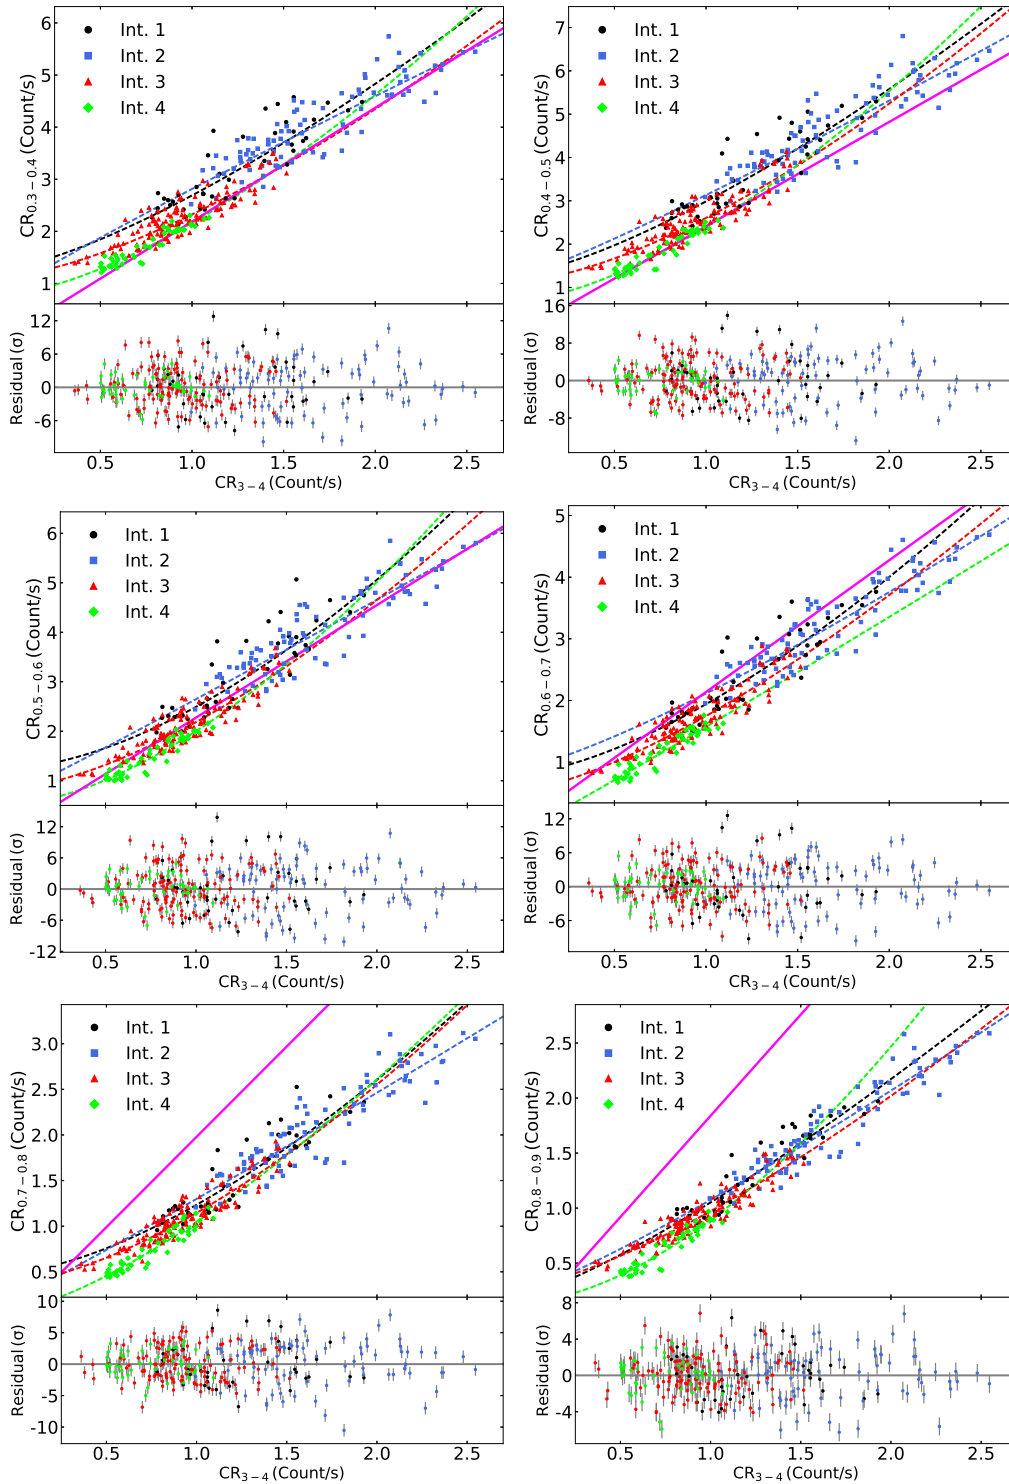 6
5
4
3
2
1
CR0.3−0.4 (Count/s)
Int. 1
Int. 2
Int. 3
Int. 4
12
6
0
-6
Residual (σ)
0.5 1.0 1.5 2.0 2.5
CR3−4 (Count/s)
7
6
5
4
3
2
1
CR0.4−0.5 (Count/s)
Int. 1
Int. 2
Int. 3
Int. 4
16
8
0
-8
Residual (σ)
0.5 1.0 1.5 2.0 2.5
CR3−4 (Count/s)
6
5
4
3
2
1
CR0.5−0.6 (Count/s)
Int. 1
Int. 2
Int. 3
Int. 4
12
6
0
-6
-12
Residual (σ)
0.5 1.0 1.5 2.0 2.5
CR3−4 (Count/s)
5
4
3
2
1
CR0.6−0.7 (Count/s)
Int. 1
Int. 2
Int. 3
Int. 4
12
6
0
-6
Residual (σ)
0.5 1.0 1.5 2.0 2.5
CR3−4 (Count/s)
3.0
2.5
2.0
1.5
1.0
0.5
CR0.7−0.8 (Count/s)
Int. 1
Int. 2
Int. 3
Int. 4
10
5
0
-5
-10
Residual (σ)
0.5 1.0 1.5 2.0 2.5
CR3−4 (Count/s)
2.5
2.0
1.5
1.0
0.5
CR0.8−0.9 (Count/s)
Int. 1
Int. 2
Int. 3
Int. 4
8
4
0
-4
Residual (σ)
0.5 1.0 1.5 2.0 2.5
CR3−4 (Count/s)